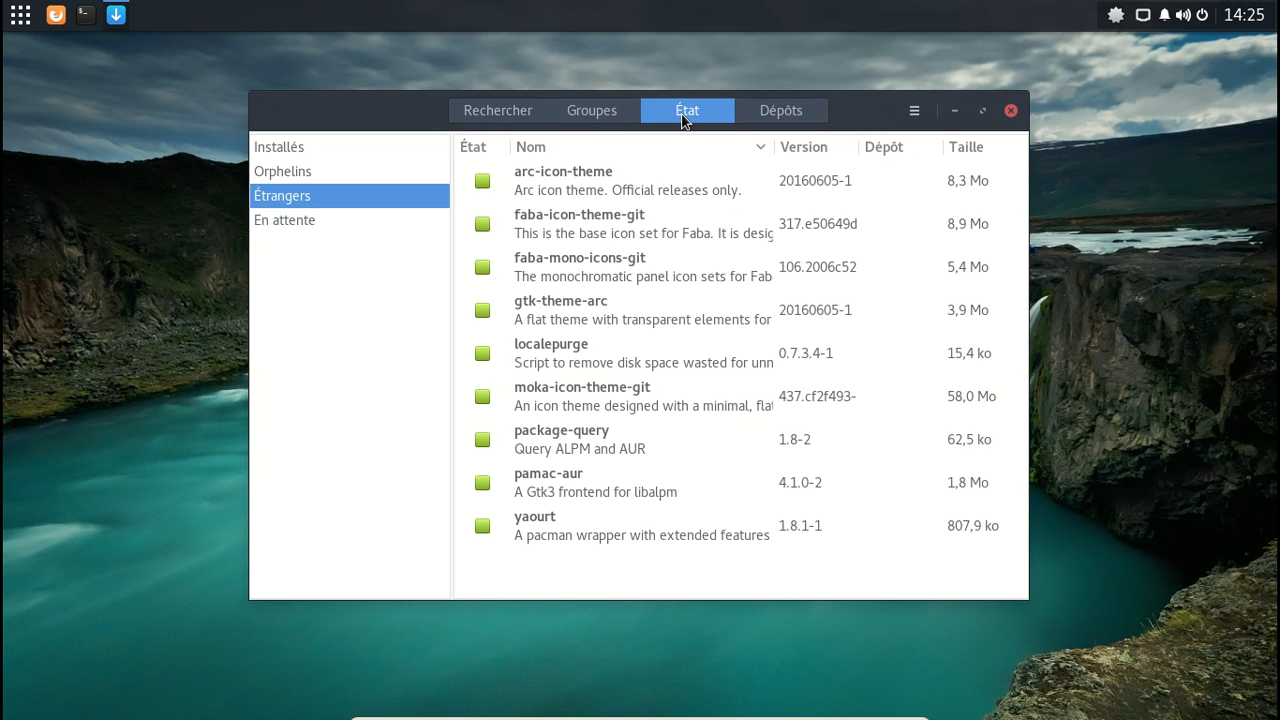 14:25
Rechercher Groupes État Dépôts
Installés
Orphelins
Étrangers
En attente
État Nom Version Dépôt Taille
arc-icon-theme
Arc icon theme. Official releases only. 20160605-1 8,3 Mo
faba-icon-theme-git
This is the base icon set for Faba. It is desig 317.e50649d 8,9 Mo
faba-mono-icons-git
The monochromatic panel icon sets for Fab 106.2006c52 5,4 Mo
gtk-theme-arc
A flat theme with transparent elements for 20160605-1 3,9 Mo
localepurge
Script to remove disk space wasted for unn 0.7.3.4-1 15,4 ko
moka-icon-theme-git
An icon theme designed with a minimal, flat 437.cf2f493- 58,0 Mo
package-query
Query ALPM and AUR 1.8-2 62,5 ko
pamac-aur
A Gtk3 frontend for libalpm 4.1.0-2 1,8 Mo
yaourt
A pacman wrapper with extended features 1.8.1-1 807,9 ko